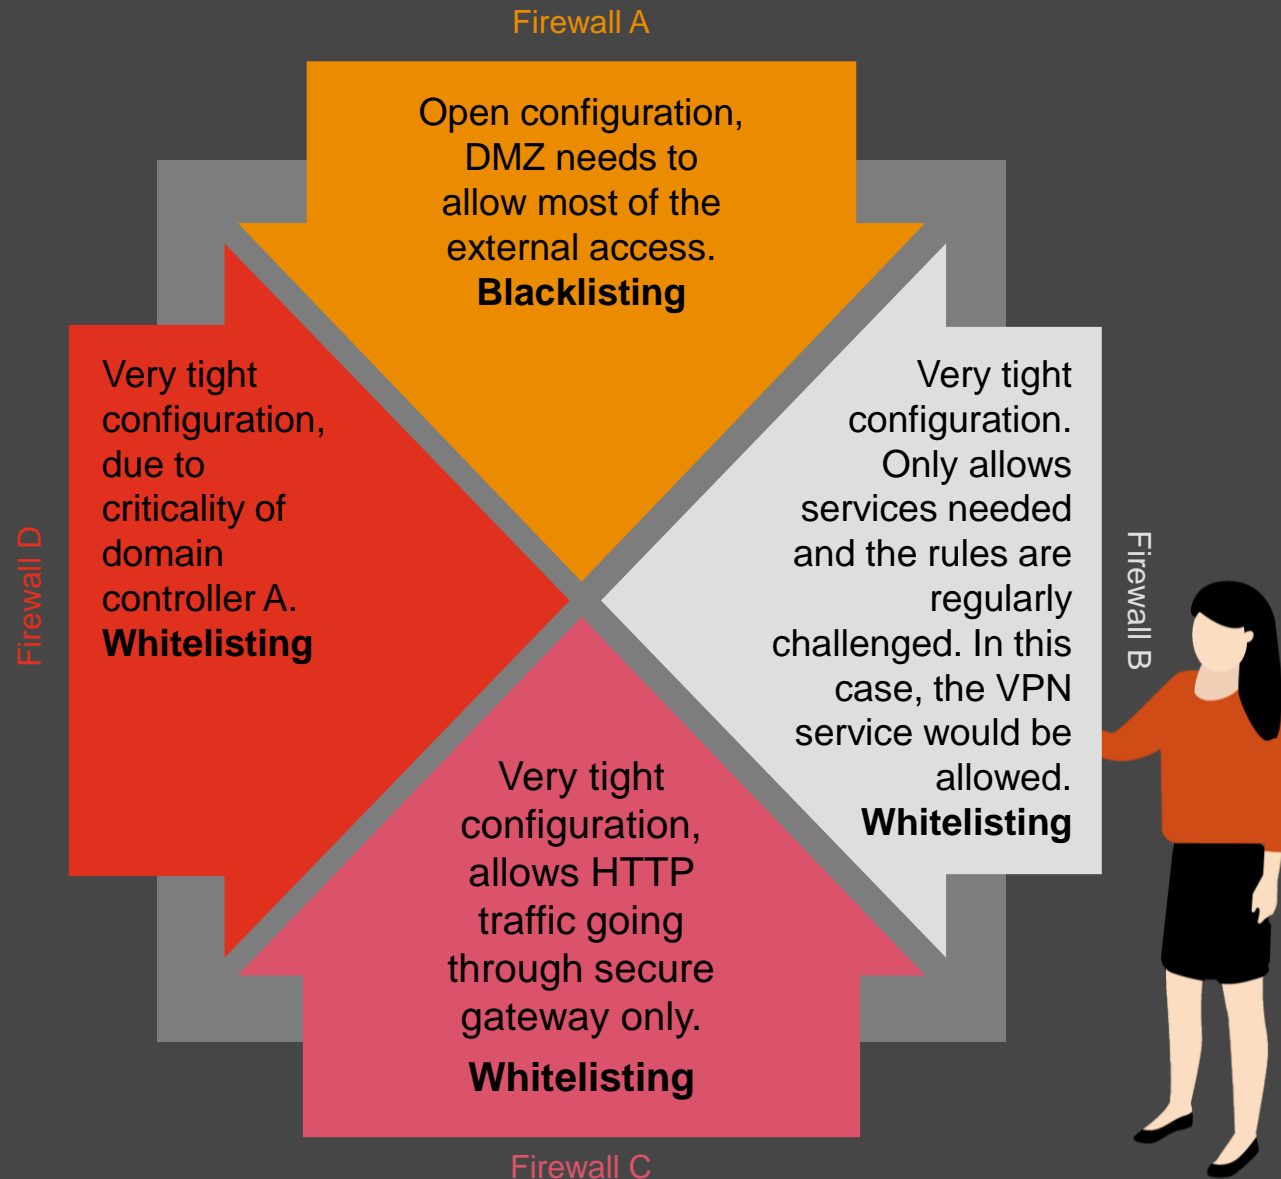 Firewall A
Open configuration,
DMZ needs to
allow most of the
external access.
Blacklisting
Firewall D
Very tight
configuration,
due to
criticality of
domain
controller A.
Whitelisting
Very tight
configuration.
Only allows
services needed
and the rules are
regularly
challenged. In this
case, the VPN
service would be
allowed.
Whitelisting
Firewall B
Very tight
configuration,
allows HTTP
traffic going
through secure
gateway only.
Whitelisting
Firewall C